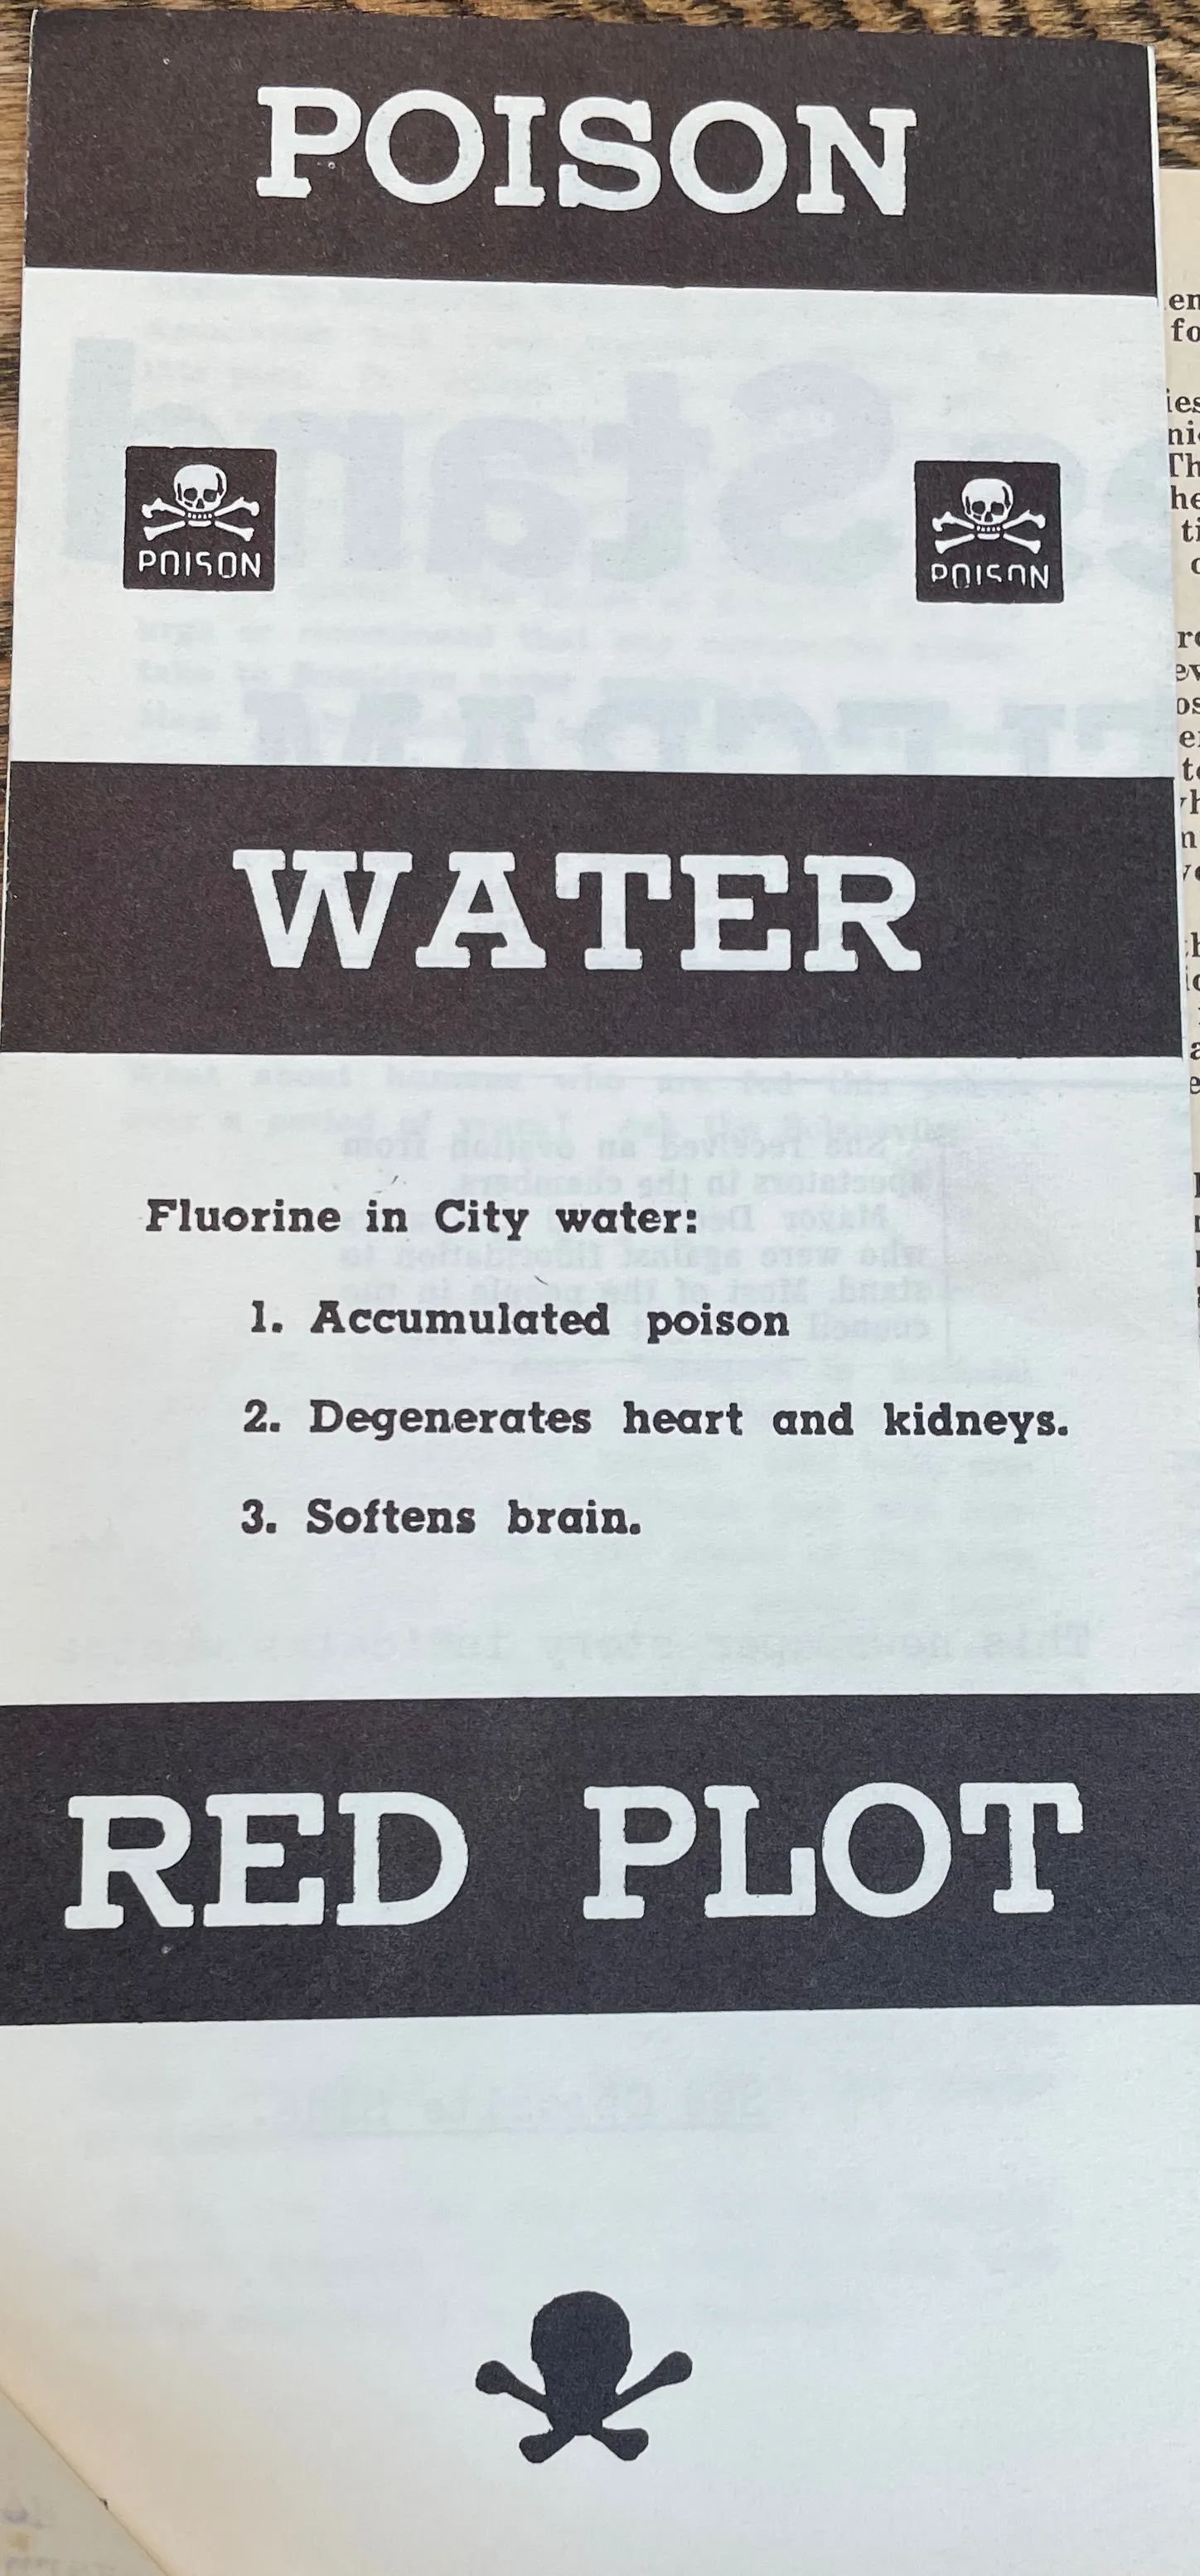 POISON
POISON
POISON
WATER
Fluorine in City water:
1. Accumulated poison
2. Degenerates heart and kidneys.
3. Softens brain.
RED PLOT